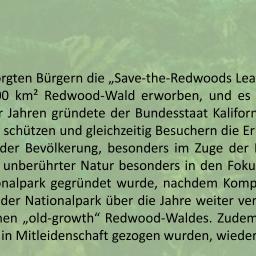 rgten Bürgern die „Save-the-Redwoods Lea
00 km² Redwood-Wald erworben, und es
r Jahren gründete der Bundesstaat Kaliforn
schützen und gleichzeitig Besuchern die Er
der Bevölkerung, besonders im Zuge der
unberührter Natur besonders in den Foku
nalpark gegründet wurde, nachdem Komp
der Nationalpark über die Jahre weiter ver
nen „old-growth“ Redwood-Waldes. Zudem
in Mitleidenschaft gezogen wurden, wieder